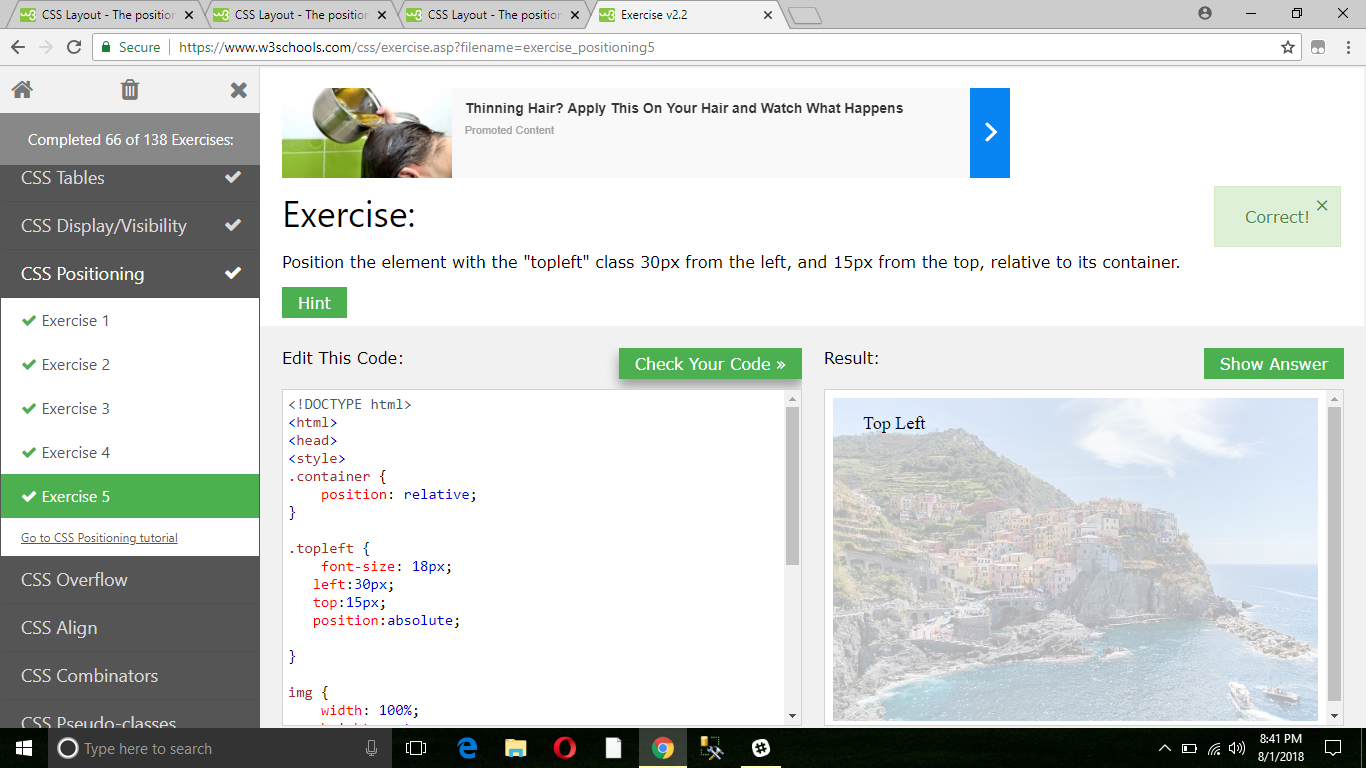 CSS Layout - The position
CSS Layout - The position
CSS Layout - The position
Exercise v2.2
Secure
https://www.w3schools.com/css/exercise.asp?filename=exercise_positioning5
Completed 66 of 138 Exercises:
CSS Tables
CSS Display/Visibility
CSS Positioning
Exercise 1
Exercise 2
Exercise 3
Exercise 4
Exercise 5
Go to CSS Positioning tutorial
CSS Overflow
CSS Align
CSS Combinators
CSS Pseudo-classes
Thinning Hair? Apply This On Your Hair and Watch What Happens
Promoted Content
Exercise:
Correct!
Position the element with the "topleft" class 30px from the left, and 15px from the top, relative to its container.
Hint
Edit This Code:
Check Your Code »
<!DOCTYPE html>
<html>
<head>
<style>
.container {
    position: relative;
}
.topleft {
    font-size: 18px;
   left:30px;
   top:15px;
   position:absolute;
}
img {
    width: 100%;
Result:
Show Answer
Top Left
Type here to search
8:41 PM
8/1/2018